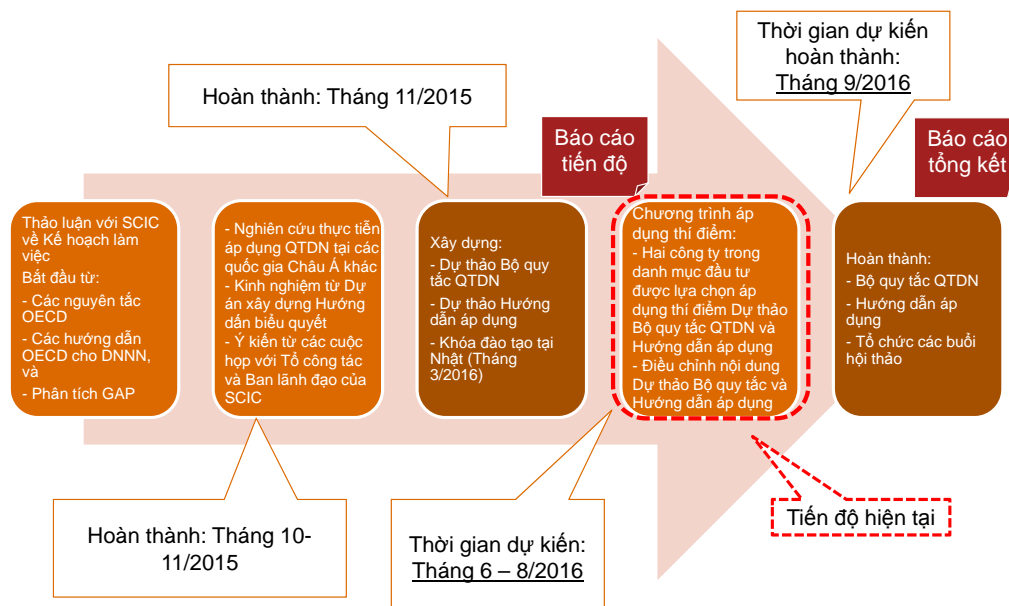 Thời gian dự kiến
hoàn thành:
Tháng 9/2016
Hoàn thành: Tháng 11/2015
Báo cáo
tiến độ
Báo cáo
tổng kết
Thảo luận với SCIC
về Kế hoạch làm
việc
Bắt đầu từ:
- Các nguyên tắc
OECD
- Các hướng dẫn
OECD cho DNNN, và
- Phân tích GAP
- Nghiên cứu thực tiễn
áp dụng QTDN tại các
quốc gia Châu Á khác
- Kinh nghiệm từ Dự
án xây dựng Hướng
dấn biểu quyết
- Ý kiến từ các cuộc
họp với Tổ công tác
và Ban lãnh đạo của
SCIC
Xây dựng:
- Dự thảo Bộ quy
tắc QTDN
- Dự thảo Hướng
dẫn áp dụng
- Khóa đào tạo tại
Nhật (Tháng
3/2016)
Chương trình áp
dụng thí điểm:
- Hai công ty trong
danh mục đầu tư
được lựa chọn áp
dụng thí điểm Dự thảo
Bộ quy tắc QTDN và
Hướng dẫn áp dụng
- Điều chỉnh nội dung
Dự thảo Bộ quy tắc và
Hướng dẫn áp dụng
Hoàn thành:
- Bộ quy tắc QTDN
- Hướng dẫn áp
dụng
- Tổ chức các buổi
hội thảo
Hoàn thành: Tháng 10-
11/2015
Thời gian dự kiến:
Tháng 6 – 8/2016
Tiến độ hiện tại